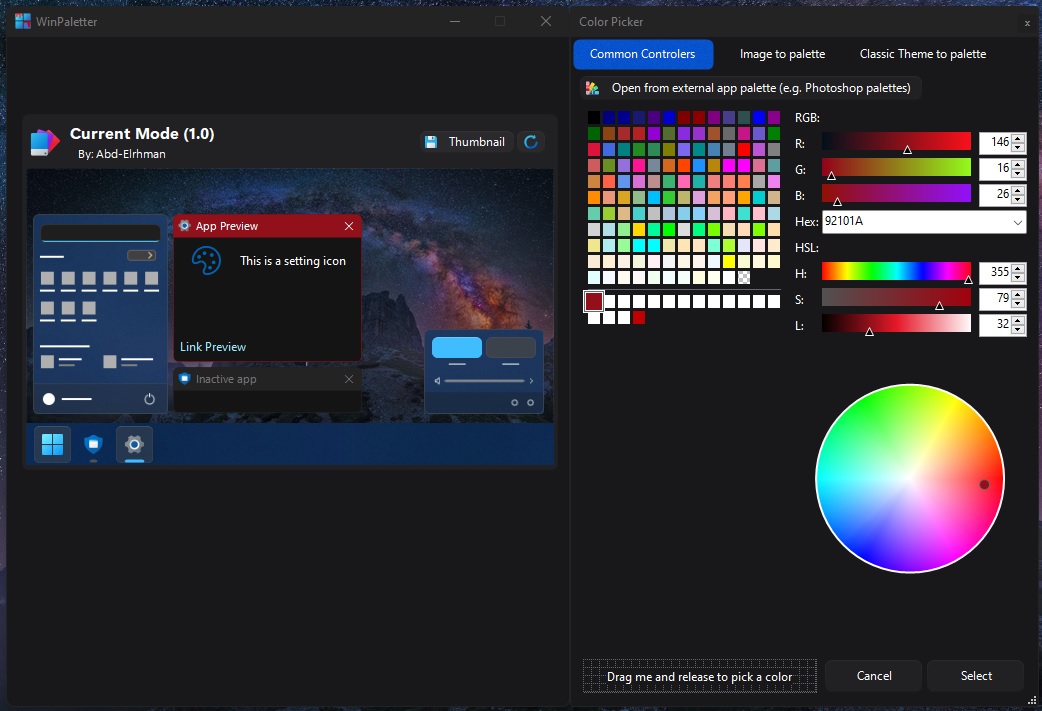 WinPaletter
Color Picker
x
Common Controlers
Image to palette
Classic Theme to palette
Open from external app palette (e.g. Photoshop palettes)
Current Mode (1.0)
By: Abd-Elrhman
Thumbnail
App Preview
This is a setting icon
Link Preview
Inactive app
RGB:
R:
146
G:
16
B:
26
Hex:
92101A
HSL:
H:
355
S:
79
L:
32
Drag me and release to pick a color
Cancel
Select